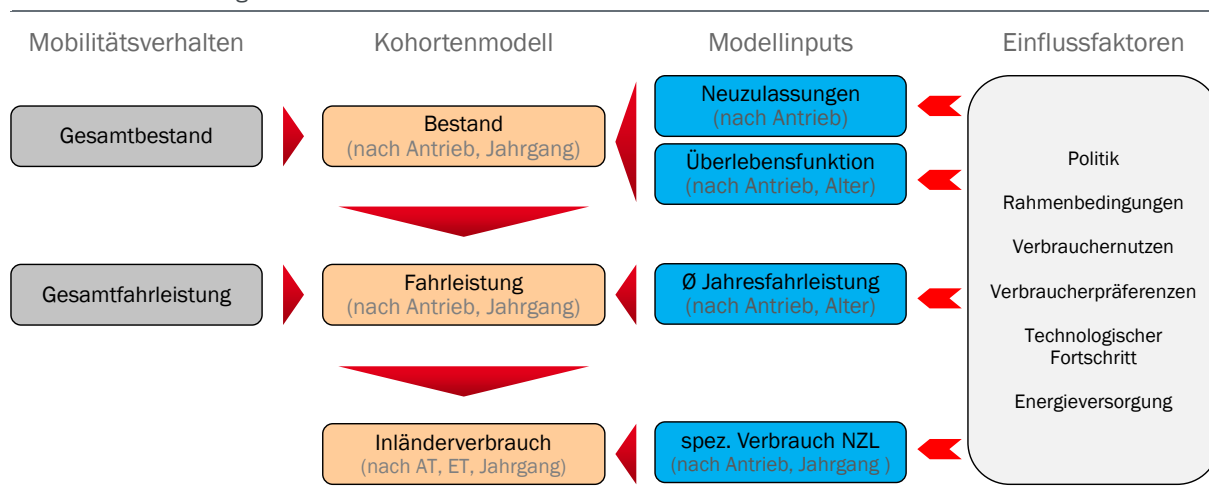 Mobilitätsverhalten
Kohortenmodell
Modellinputs
Einflussfaktoren
Gesamtbestand
Bestand
(nach Antrieb, Jahrgang)
Neuzulassungen
(nach Antrieb)
Überlebensfunktion
(nach Antrieb, Alter)
Gesamtfahrleistung
Fahrleistung
(nach Antrieb, Jahrgang)
Ø Jahresfahrleistung
(nach Antrieb, Alter)
Inländerverbrauch
(nach AT, ET, Jahrgang)
spez. Verbrauch NZL
(nach Antrieb, Jahrgang )
Politik
Rahmenbedingungen
Verbrauchernutzen
Verbraucherpräferenzen
Technologischer
Fortschritt
Energieversorgung